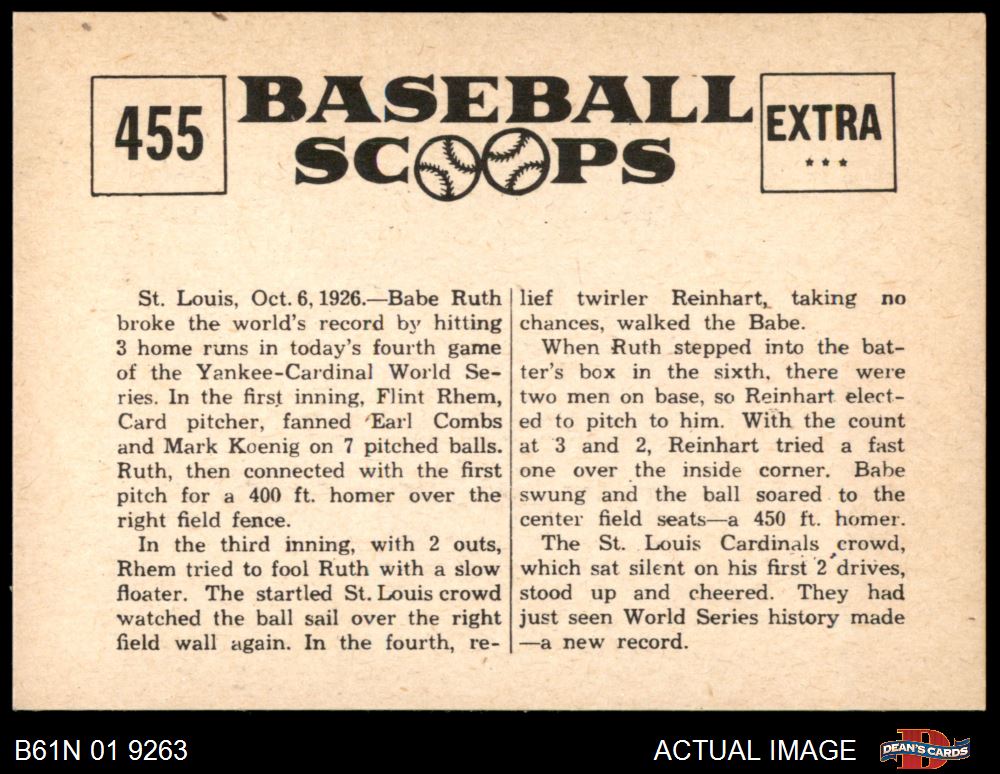 455
BASEBALL
SCOOPS
EXTRA
***
St. Louis, Oct. 6, 1926.—Babe Ruth
broke the world's record by hitting
3 home runs in today's fourth game
of the Yankee-Cardinal World Se-
ries. In the first inning, Flint Rhem,
Card pitcher, fanned Earl Combs
and Mark Koenig on 7 pitched balls.
Ruth, then connected with the first
pitch for a 400 ft. homer over the
right field fence.
In the third inning, with 2 outs,
Rhem tried to fool Ruth with a slow
floater. The startled St. Louis crowd
watched the ball sail over the right
field wall again. In the fourth, re-
lief twirler Reinhart, taking no
chances, walked the Babe.
When Ruth stepped into the bat-
ter's box in the sixth, there were
two men on base, so Reinhart elect-
ed to pitch to him. With the count
at 3 and 2, Reinhart tried a fast
one over the inside corner. Babe
swung and the ball soared to the
center field seats—a 450 ft. homer.
The St. Louis Cardinals crowd,
which sat silent on his first 2 drives,
stood up and cheered. They had
just seen World Series history made
—a new record.
B61N 01 9263
ACTUAL IMAGE
DEAN'S CARDS